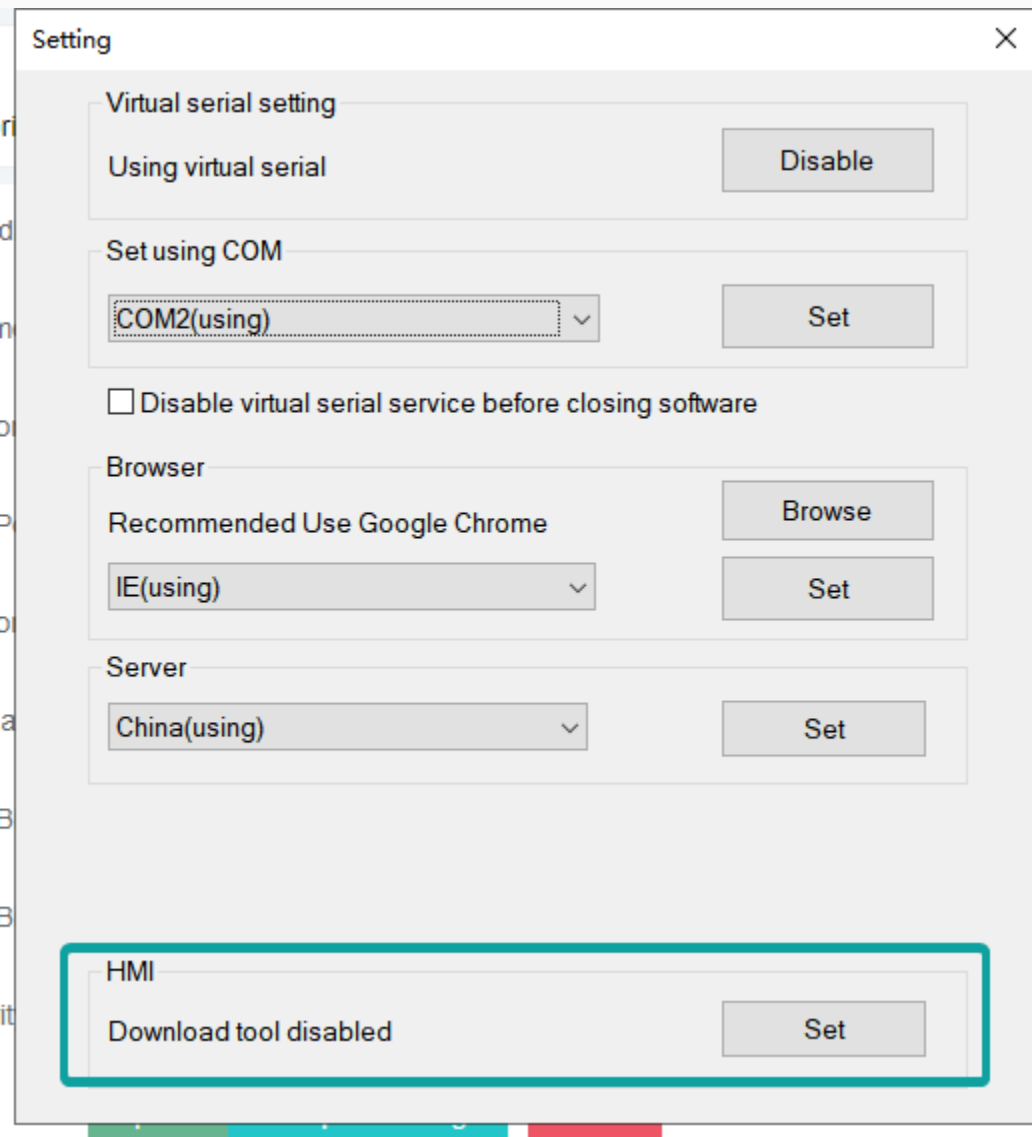 Setting
Virtual serial setting
Using virtual serial
Disable
Set using COM
COM2(using)
Set
Disable virtual serial service before closing software
Browser
Recommended Use Google Chrome
Browse
IE(using)
Set
Server
China(using)
Set
HMI
Download tool disabled
Set